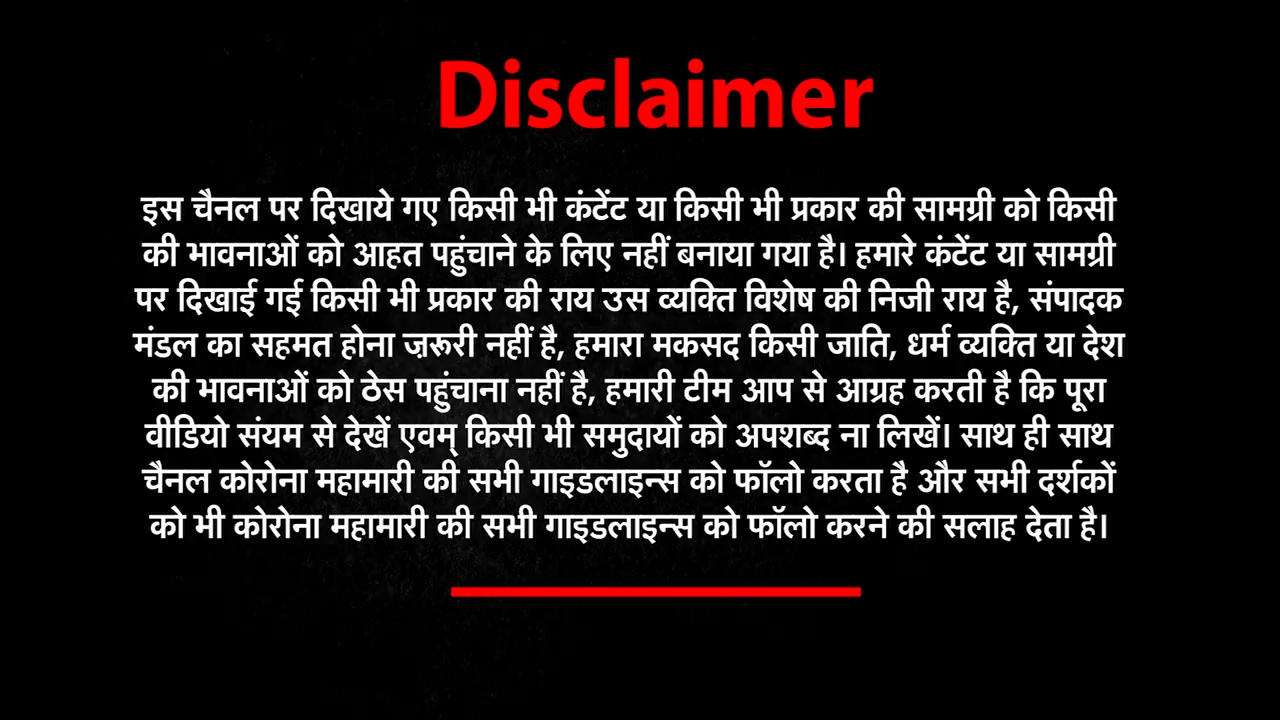 Disclaimer
इस चैनल पर दिखाये गए किसी भी कंटेंट या किसी भी प्रकार की सामग्री को किसी
की भावनाओं को आहत पहुंचाने के लिए नहीं बनाया गया है। हमारे कंटेंट या सामग्री
पर दिखाई गई किसी भी प्रकार की राय उस व्यक्ति विशेष की निजी राय है, संपादक
मंडल का सहमत होना ज़रूरी नहीं है, हमारा मकसद किसी जाति, धर्म व्यक्ति या देश
की भावनाओं को ठेस पहुंचाना नहीं है, हमारी टीम आप से आग्रह करती है कि पूरा
वीडियो संयम से देखें एवम् किसी भी समुदायों को अपशब्द ना लिखें। साथ ही साथ
चैनल कोरोना महामारी की सभी गाइडलाइन्स को फॉलो करता है और सभी दर्शकों
को भी कोरोना महामारी की सभी गाइडलाइन्स को फॉलो करने की सलाह देता है।